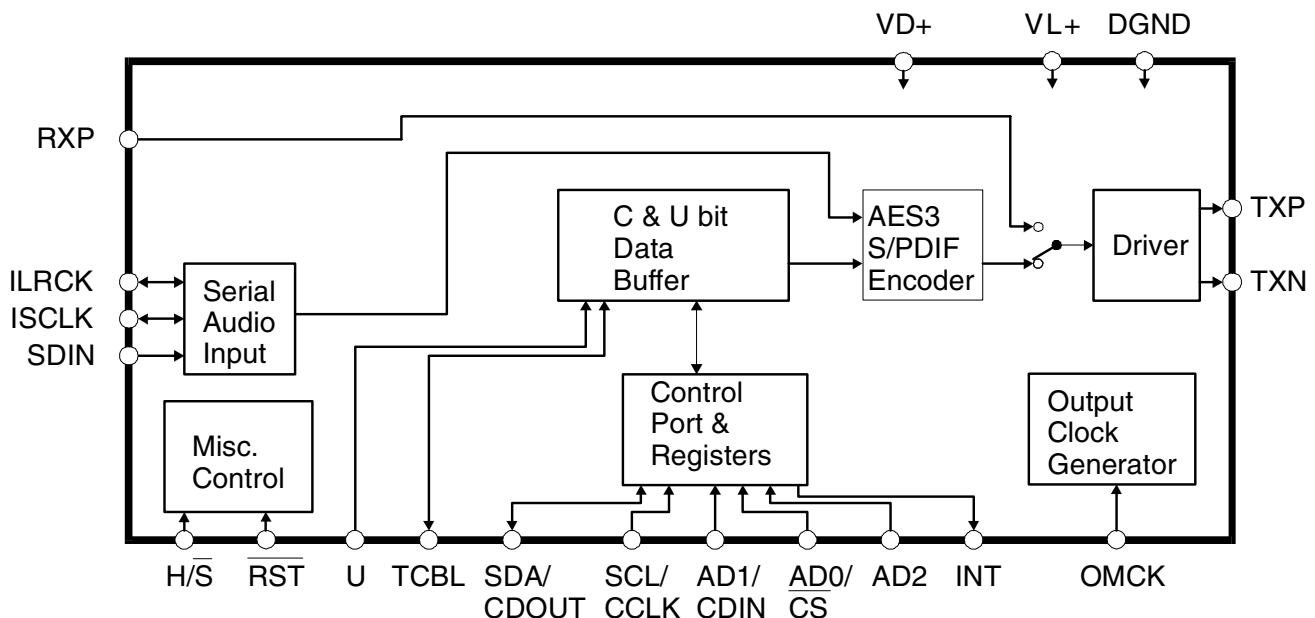 VD+ VL+ DGND
RXP
C & U bit
Data
Buffer
AES3
S/PDIF
Encoder
Driver
TXP
TXN
ILRCK
ISCLK
SDIN
Serial
Audio
Input
Misc.
Control
Control
Port &
Registers
Output
Clock
Generator
H/S̅
R̅S̅T̅
U
TCBL
SDA/
CDOUT
SCL/
CCLK
AD1/
CDIN
AD0/
C̅S̅
AD2
INT
OMCK